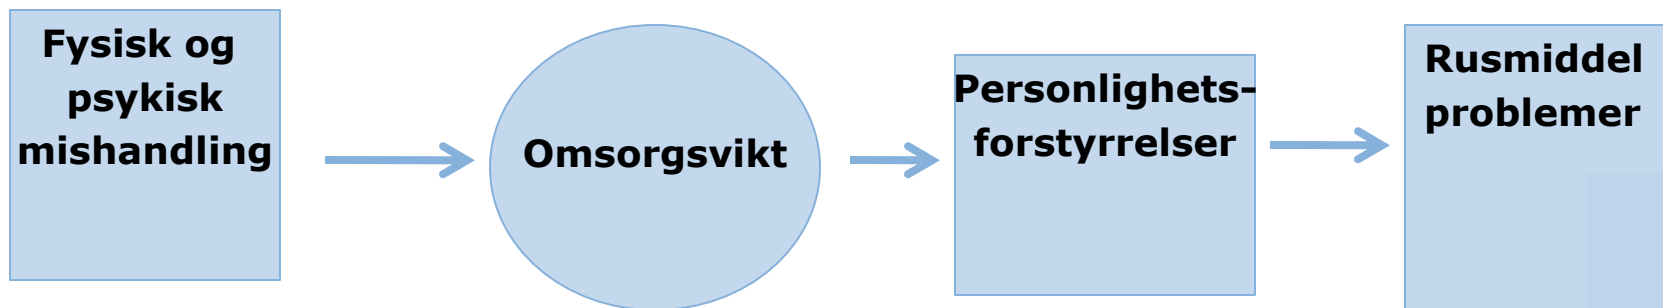 Fysisk og
psykisk
mishandling
Omsorgsvikt
Personlighets-
forstyrrelser
Rusmiddel
problemer